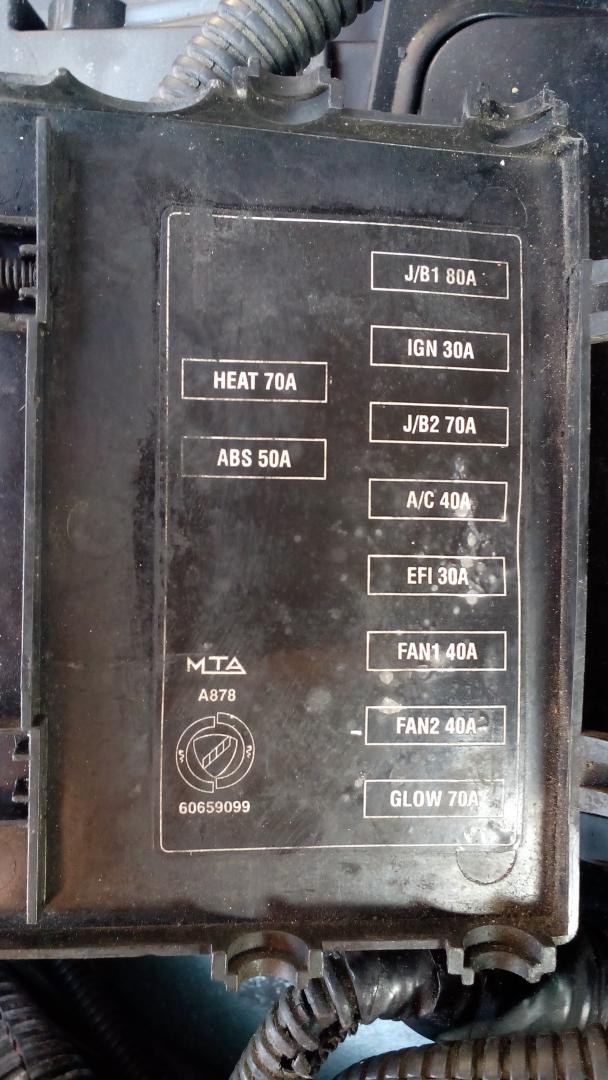 J/B1 80A
IGN 30A
HEAT 70A
J/B2 70A
ABS 50A
A/C 40A
EFI 30A
FAN1 40A
MTA
A878
FAN2 40A
GLOW 70A
60659099